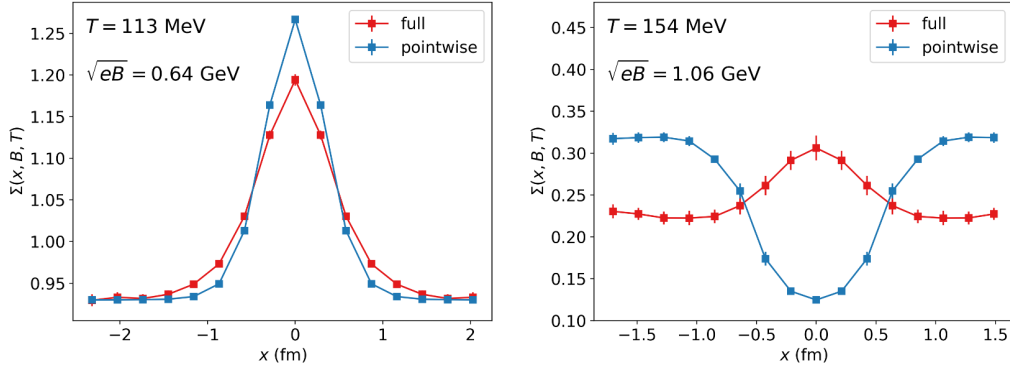 T = 113 MeV
√eB = 0.64 GeV
full
pointwise
1.25
1.20
1.15
1.10
1.05
1.00
0.95
Σ(x, B, T)
−2
−1
0
1
2
x (fm)
T = 154 MeV
√eB = 1.06 GeV
full
pointwise
0.45
0.40
0.35
0.30
0.25
0.20
0.15
0.10
Σ(x, B, T)
−1.5
−1.0
−0.5
0.0
0.5
1.0
1.5
x (fm)